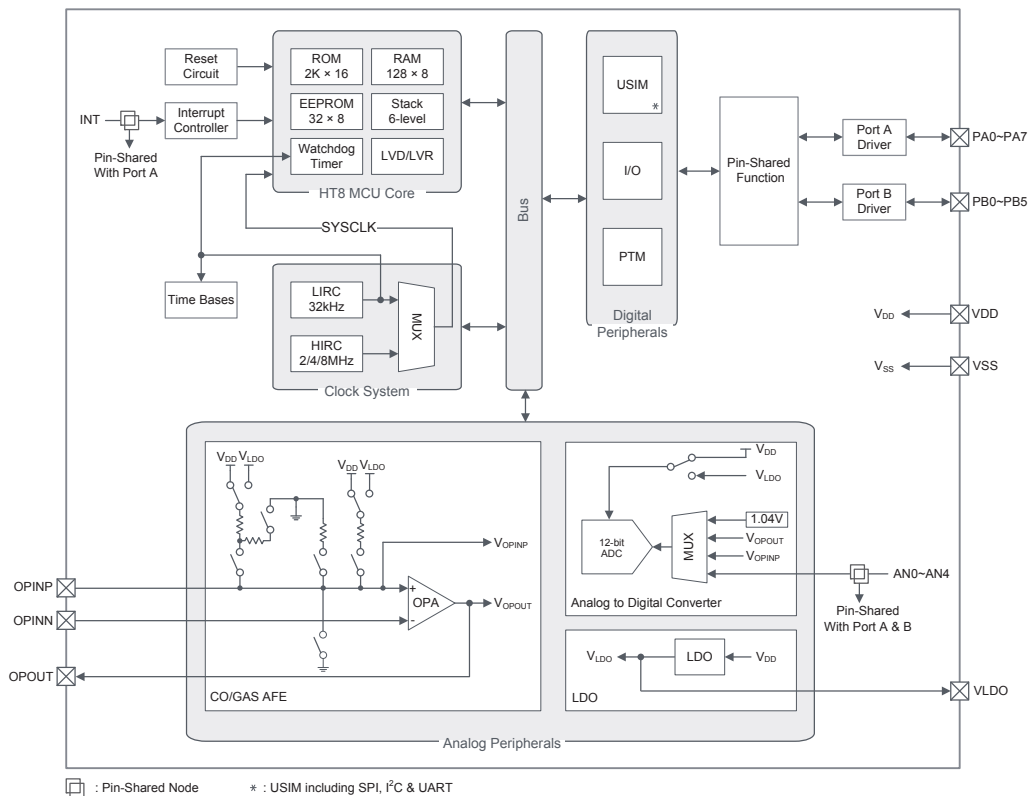 Reset
Circuit
ROM
2K × 16
RAM
128 × 8
INT
Interrupt
Controller
EEPROM
32 × 8
Stack
6-level
Pin-Shared
With Port A
Watchdog
Timer
LVD/LVR
HT8 MCU Core
SYSCLK
Time Bases
LIRC
32kHz
HIRC
2/4/8MHz
MUX
Clock System
Bus
USIM
*
I/O
PTM
Digital
Peripherals
Pin-Shared
Function
Port A
Driver
PA0~PA7
Port B
Driver
PB0~PB5
VDD
VDD
VSS
VSS
VDD VLDO
VDD VLDO
VOPINP
OPINP
+
OPA
-
VOPOUT
OPINN
OPOUT
CO/GAS AFE
VDD
VLDO
12-bit
ADC
MUX
1.04V
VOPOUT
VOPINP
AN0~AN4
Analog to Digital Converter
Pin-Shared
With Port A & B
VLDO
LDO
VDD
LDO
VLDO
Analog Peripherals
: Pin-Shared Node
* : USIM including SPI, I²C & UART